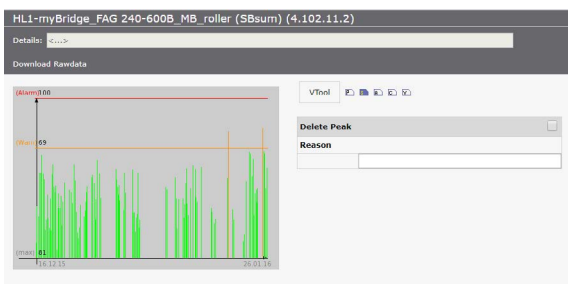 HL1-myBridge_FAG 240-600B_MB_roller (SBsum) (4.102.11.2)
Details: <...>
Download Rawdata
(Alarm)100
69
(max) 81
16.12.15
26.01.16
VTool
Delete Peak
Reason